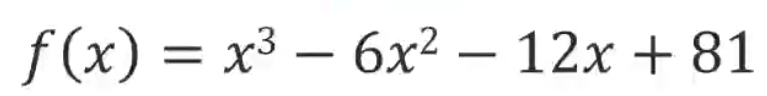 f(x) = x³ − 6x² − 12x + 81